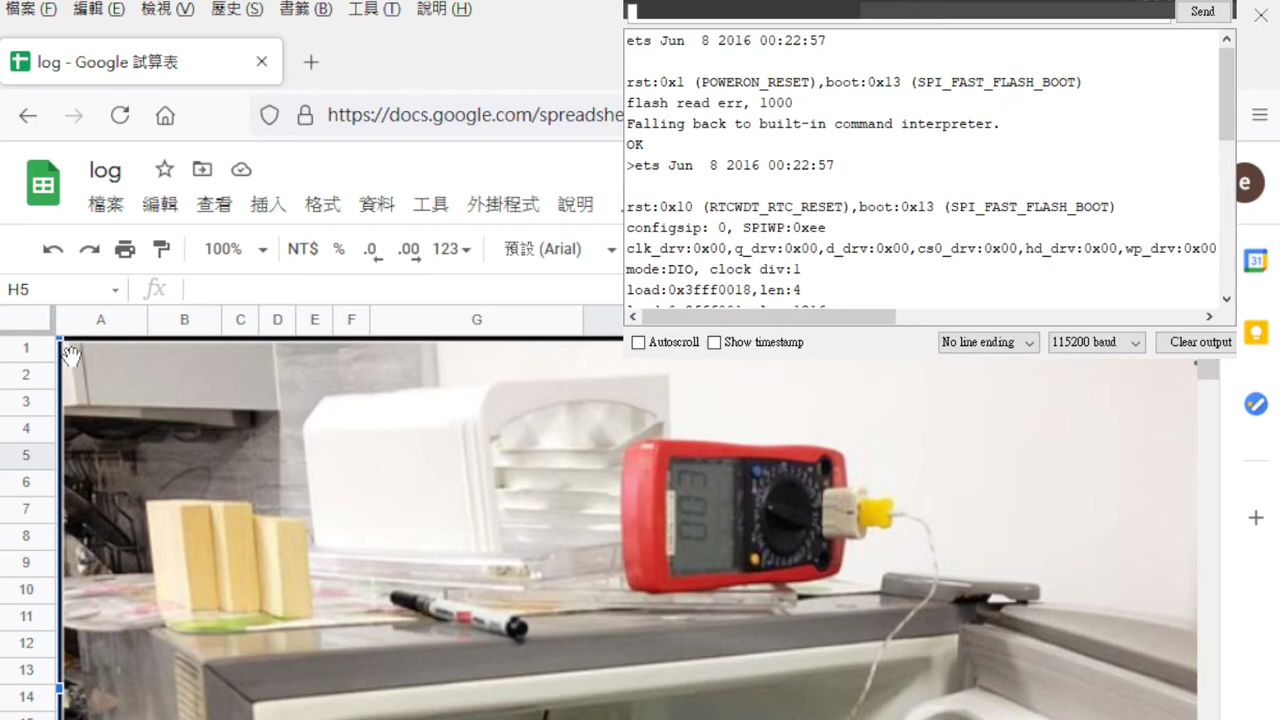 檔案 (F) 編輯 (E) 檢視 (V) 歷史 (S) 書籤 (B) 工具 (T) 說明 (H)
log - Google 試算表
https://docs.google.com/spreadshe
log
檔案 編輯 查看 插入 格式 資料 工具 外掛程式 說明
100% NT$ % .0 .00 123 預設 (Arial)
H5 fx
A B C D E F G
1
2
3
4
5
6
7
8
9
10
11
12
13
14
Send
ets Jun  8 2016 00:22:57
rst:0x1 (POWERON_RESET),boot:0x13 (SPI_FAST_FLASH_BOOT)
flash read err, 1000
Falling back to built-in command interpreter.
OK
>ets Jun  8 2016 00:22:57
rst:0x10 (RTCWDT_RTC_RESET),boot:0x13 (SPI_FAST_FLASH_BOOT)
configsip: 0, SPIWP:0xee
clk_drv:0x00,q_drv:0x00,d_drv:0x00,cs0_drv:0x00,hd_drv:0x00,wp_drv:0x00
mode:DIO, clock div:1
load:0x3fff0018,len:4
Autoscroll Show timestamp No line ending 115200 baud Clear output
e
31